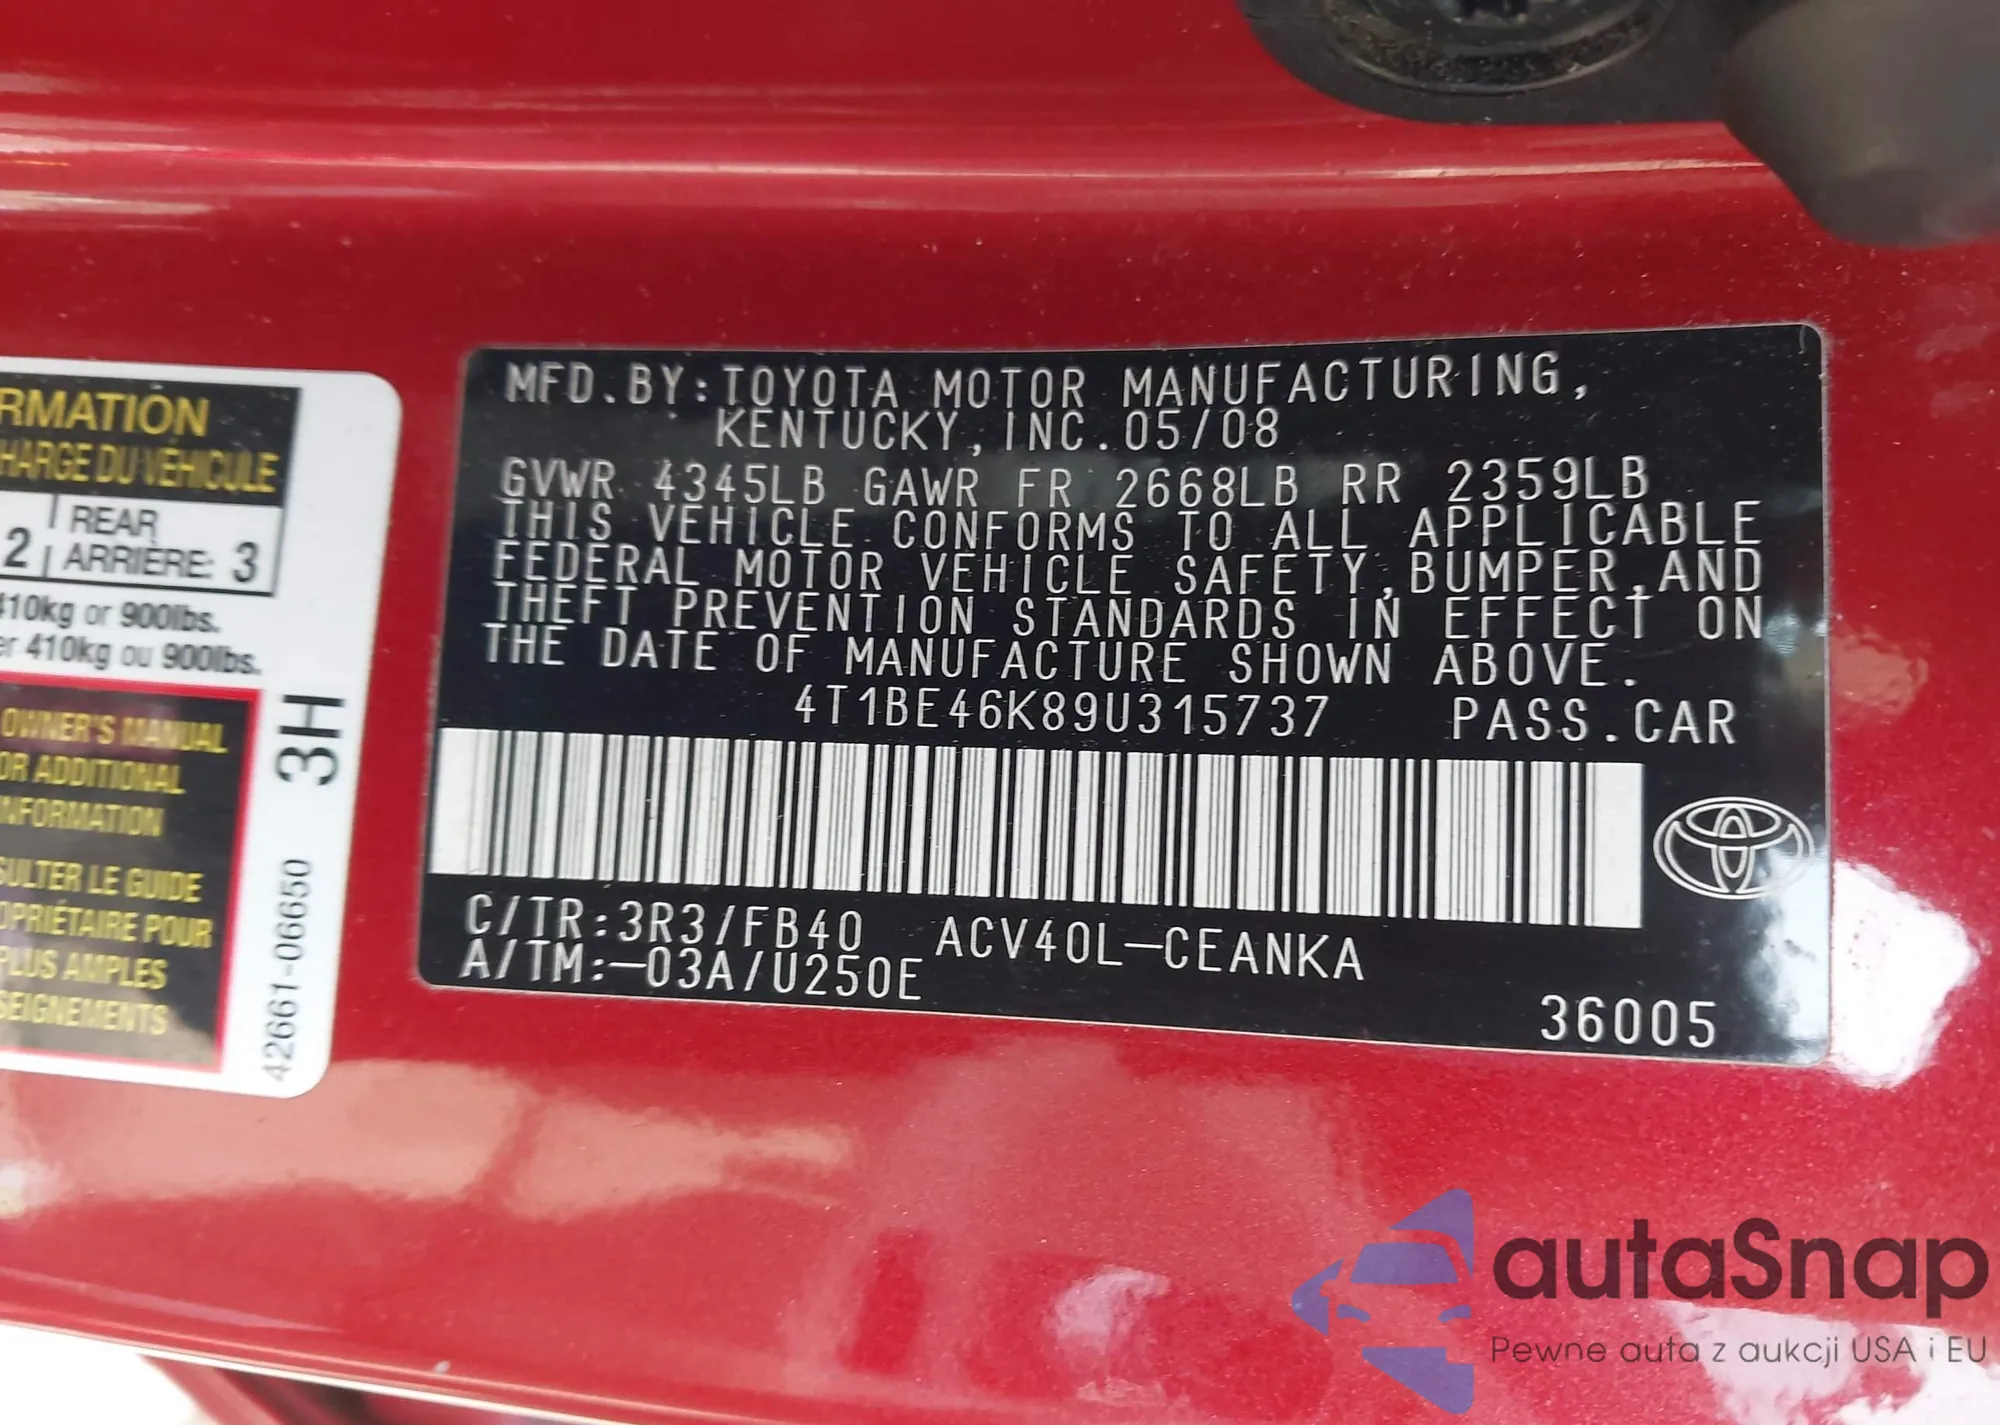 RMATION
HARGE DU VÉHICULE
2 | REAR
ARRIÈRE: 3
410kg or 900lbs.
er 410kg ou 900lbs.
OWNER'S MANUAL
OR ADDITIONAL
INFORMATION
SULTER LE GUIDE
OPRIÉTAIRE POUR
PLUS AMPLES
SEIGNEMENTS
3H
42661-06650
MFD.BY:TOYOTA MOTOR MANUFACTURING,
KENTUCKY,INC.05/08
GVWR 4345LB GAWR FR 2668LB RR 2359LB
THIS VEHICLE CONFORMS TO ALL APPLICABLE
FEDERAL MOTOR VEHICLE SAFETY,BUMPER,AND
THEFT PREVENTION STANDARDS IN EFFECT ON
THE DATE OF MANUFACTURE SHOWN ABOVE.
4T1BE46K89U315737 PASS.CAR
C/TR:3R3/FB40 ACV40L-CEANKA
A/TM:-03A/U250E
36005
autaSnap
Pewne auta z aukcji USA i EU